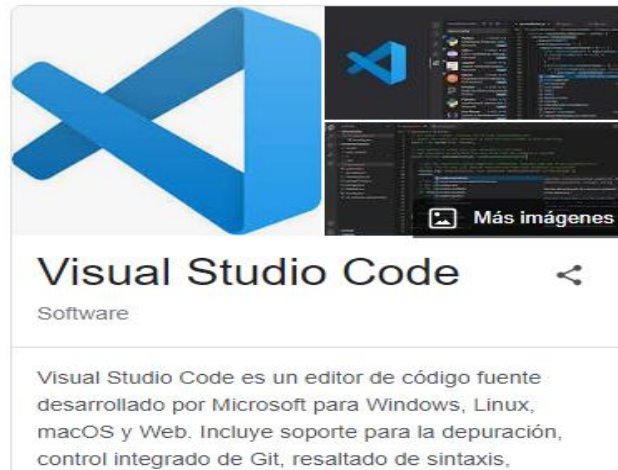 Más imágenes
Visual Studio Code
Software
Visual Studio Code es un editor de código fuente
desarrollado por Microsoft para Windows, Linux,
macOS y Web. Incluye soporte para la depuración,
control integrado de Git, resaltado de sintaxis,